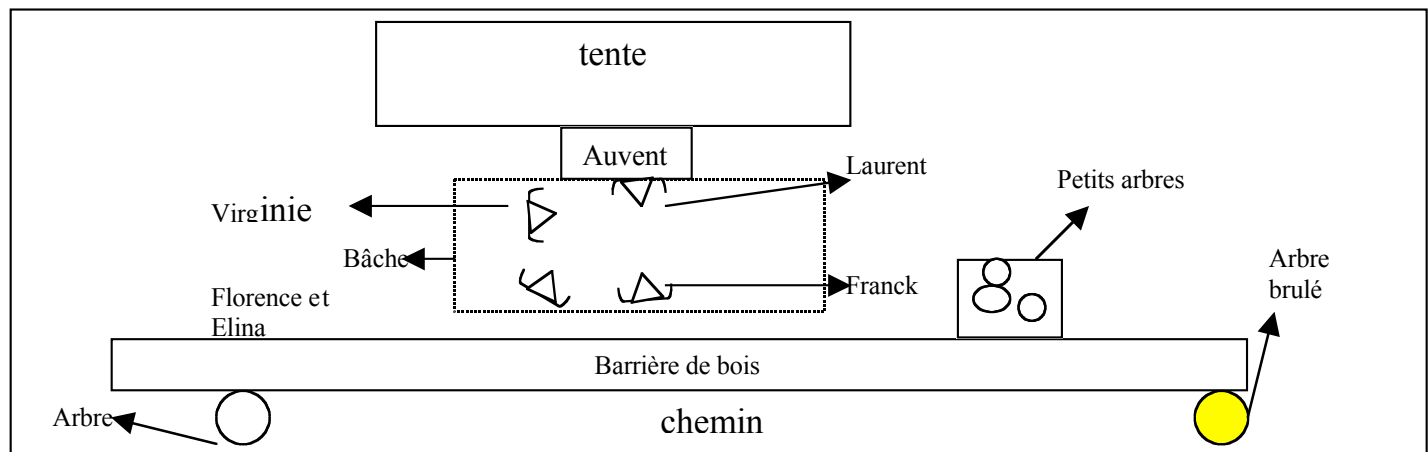 tente
Auvent
Laurent
Petits arbres
Virginie
Bâche
Arbre
brulé
Franck
Florence et
Elina
Barrière de bois
Arbre
chemin